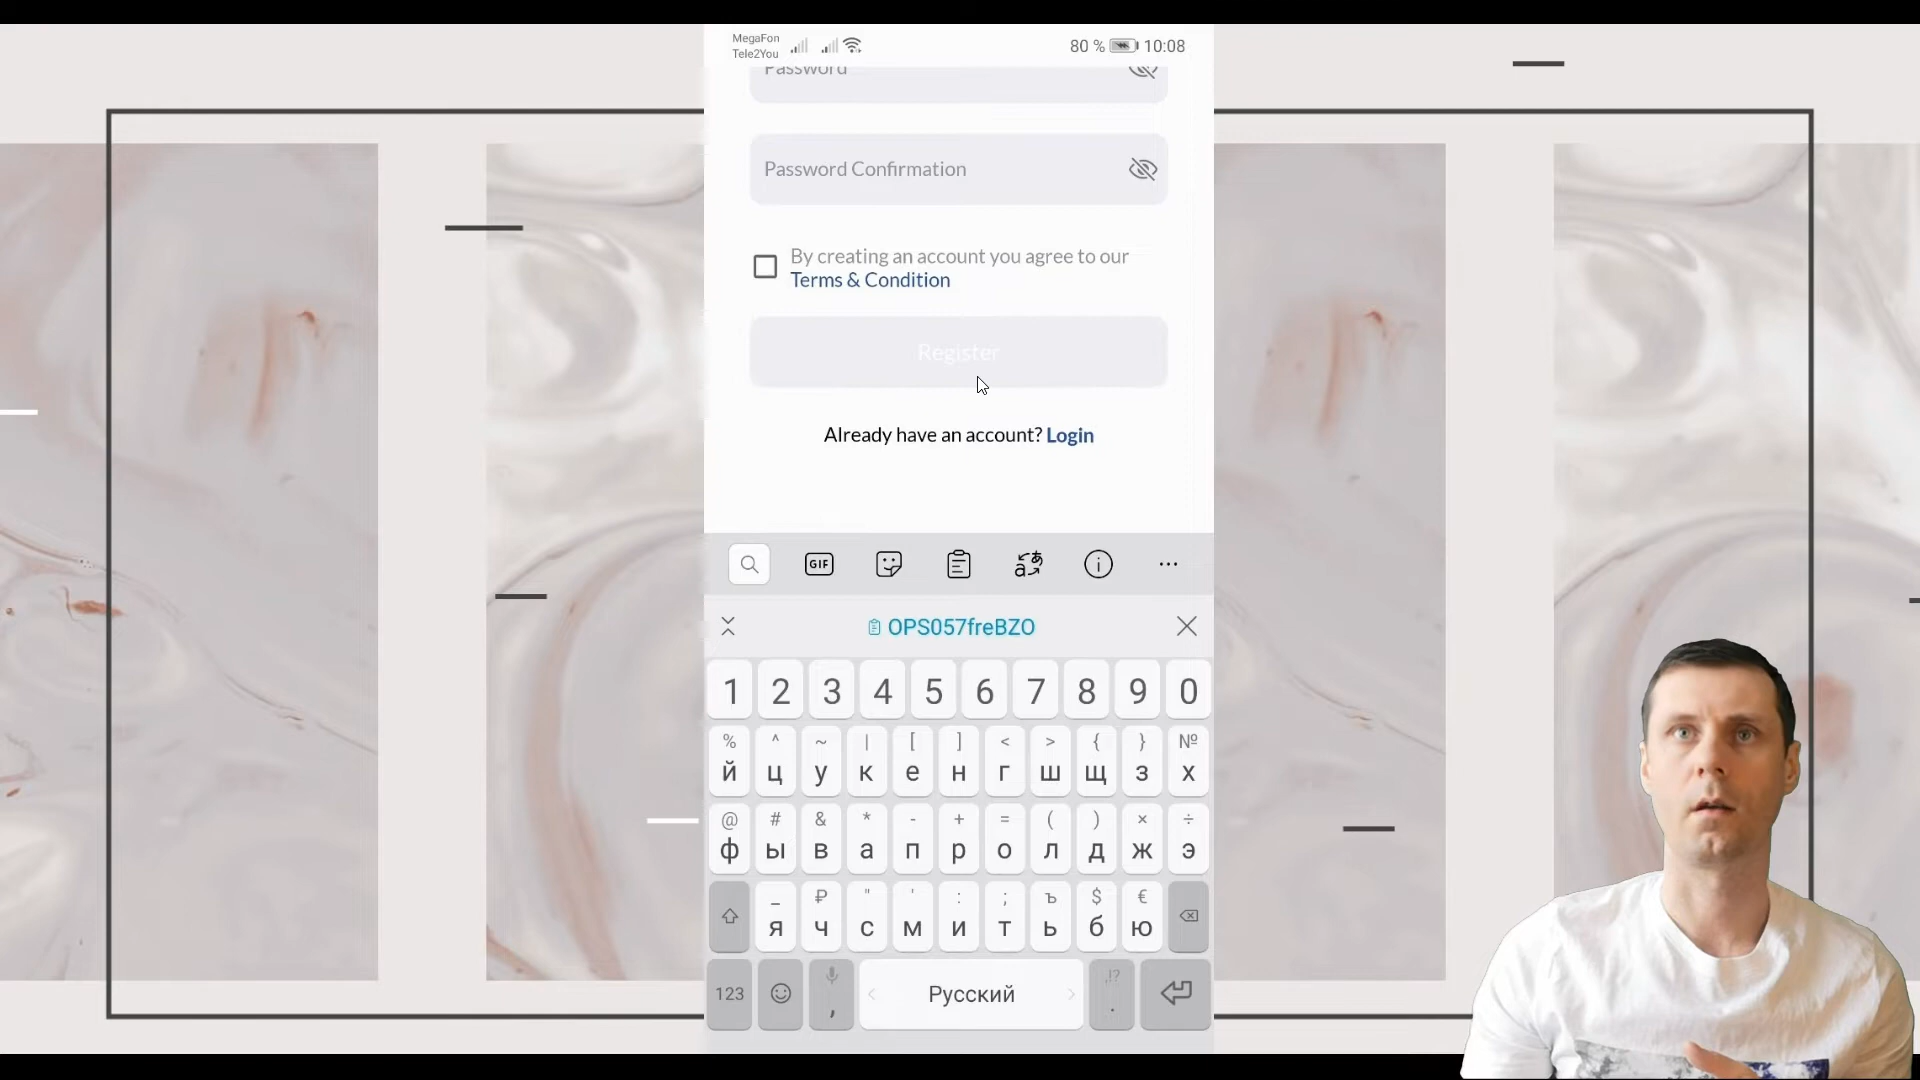 MegaFon
Tele2You
80 % 10:08
Password
Password Confirmation
By creating an account you agree to our
Terms & Condition
Register
Already have an account? Login
GIF
OPS057freBZO
1 2 3 4 5 6 7 8 9 0
% ^ ~ | [ ] < > { } №
й ц у к е н г ш щ з х
@ # & * - + = ( ) × ÷
ф ы в а п р о л д ж э
_ ₽ " ' : ; ъ $ €
я ч с м и т ь б ю
,!?
123 , < Русский > .